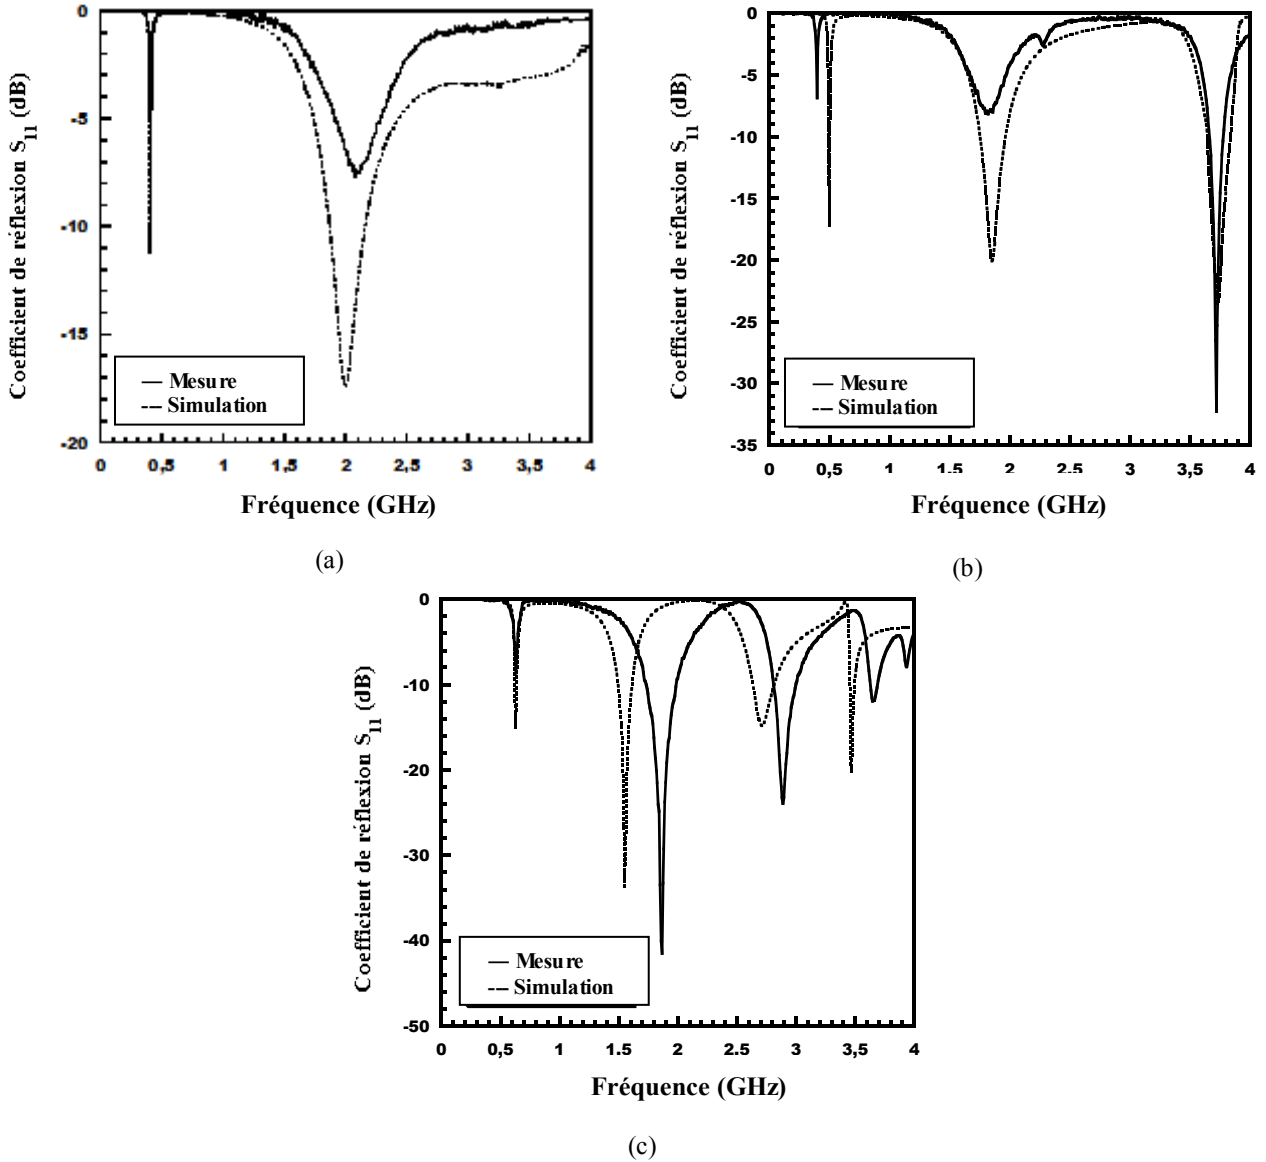 Coefficient de réflexion S11 (dB)
0
-5
-10
-15
-20
— Mesure
--- Simulation
0 0,5 1 1,5 2 2,5 3 3,5 4
Fréquence (GHz)
(a)
Coefficient de réflexion S11 (dB)
0
-5
-10
-15
-20
-25
-30
-35
— Mesure
--- Simulation
0 0,5 1 1.5 2 2.5 3 3,5 4
Fréquence (GHz)
(b)
Coefficient de réflexion S11 (dB)
0
-10
-20
-30
-40
-50
— Mesure
--- Simulation
0 0,5 1 1.5 2 2.5 3 3,5 4
Fréquence (GHz)
(c)